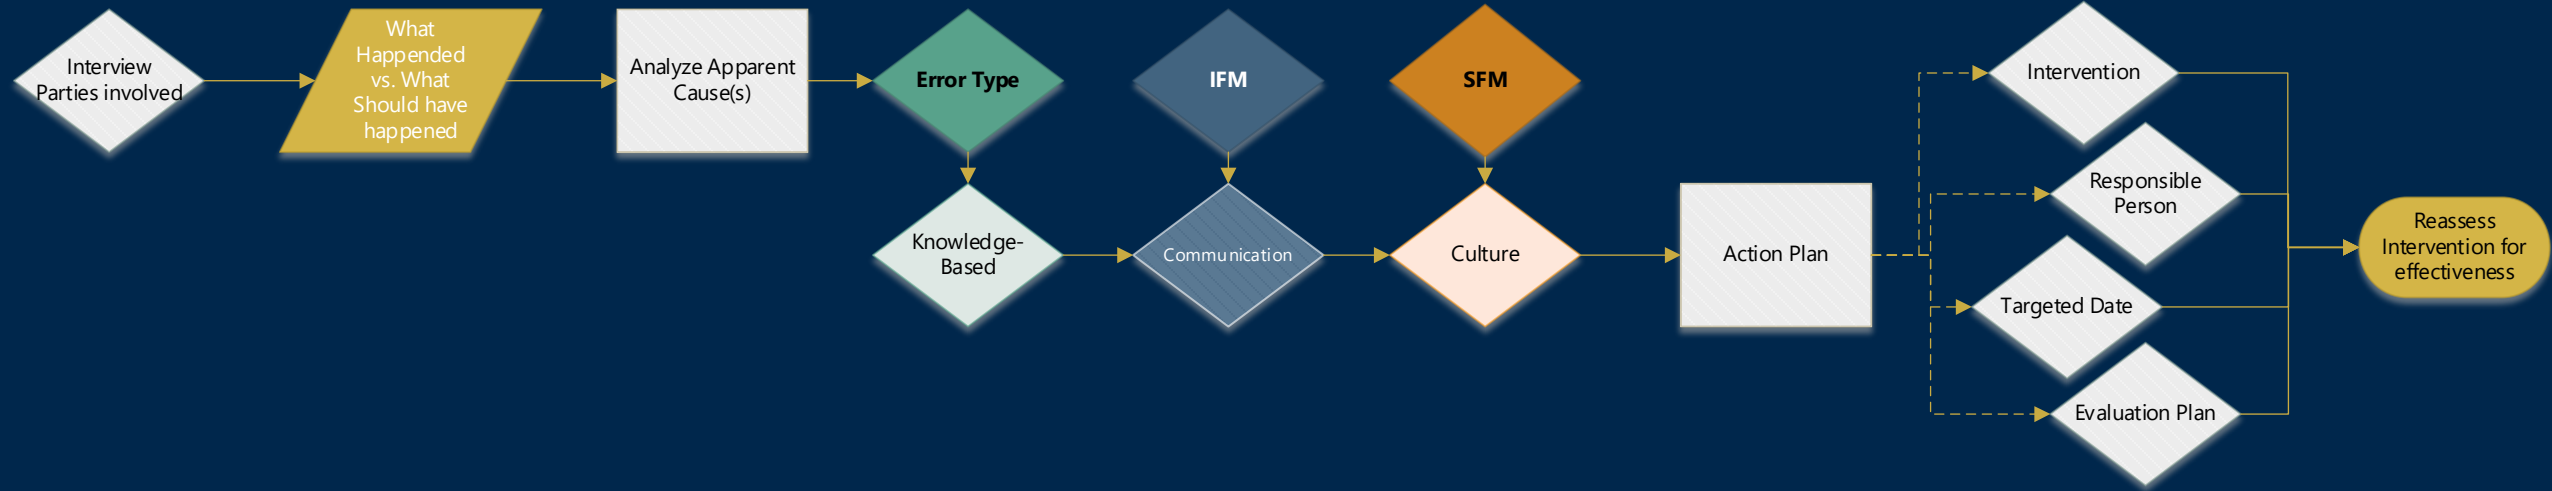 Interview
Parties involved
What
Happended
vs. What
Should have
happened
Analyze Apparent
Cause(s)
Error Type
IFM
SFM
Knowledge-
Based
Communication
Culture
Action Plan
Intervention
Responsible
Person
Targeted Date
Evaluation Plan
Reassess
Intervention for
effectiveness